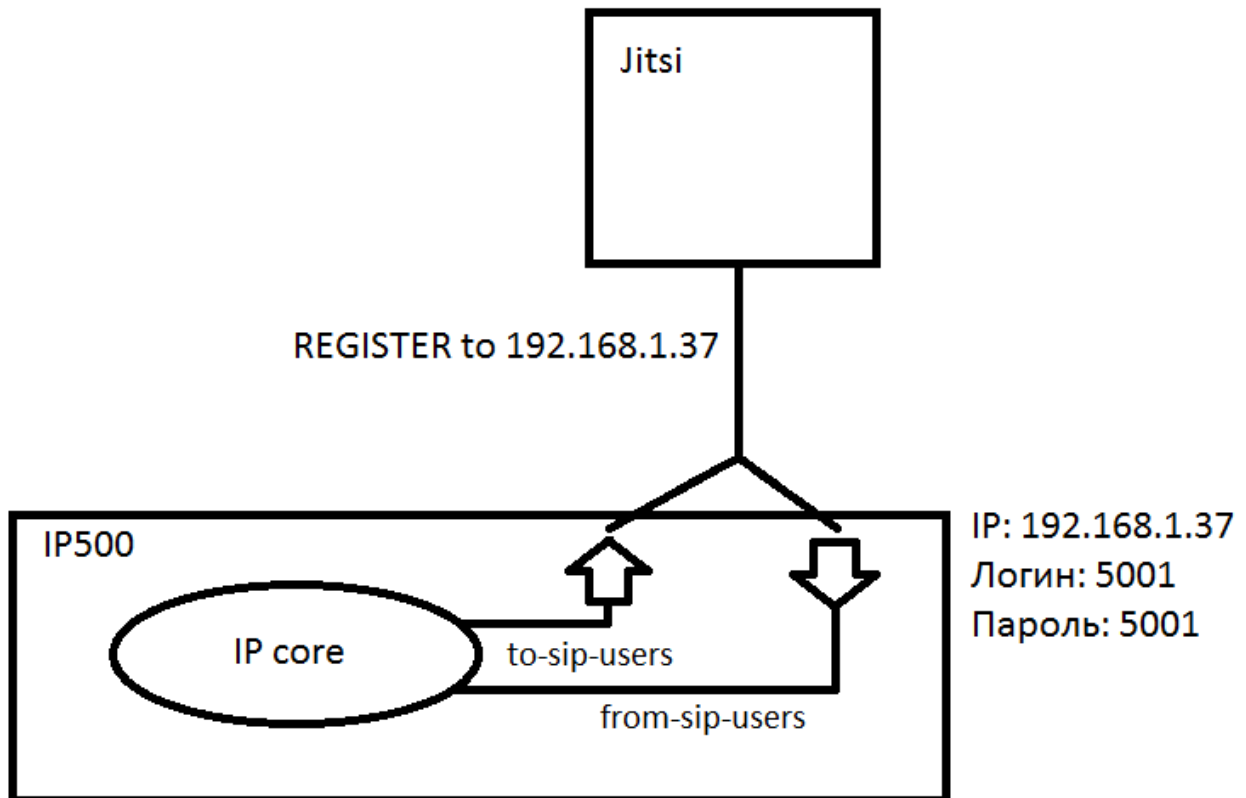 Jitsi
REGISTER to 192.168.1.37
IP500
IP: 192.168.1.37
Логин: 5001
Пароль: 5001
IP core
to-sip-users
from-sip-users